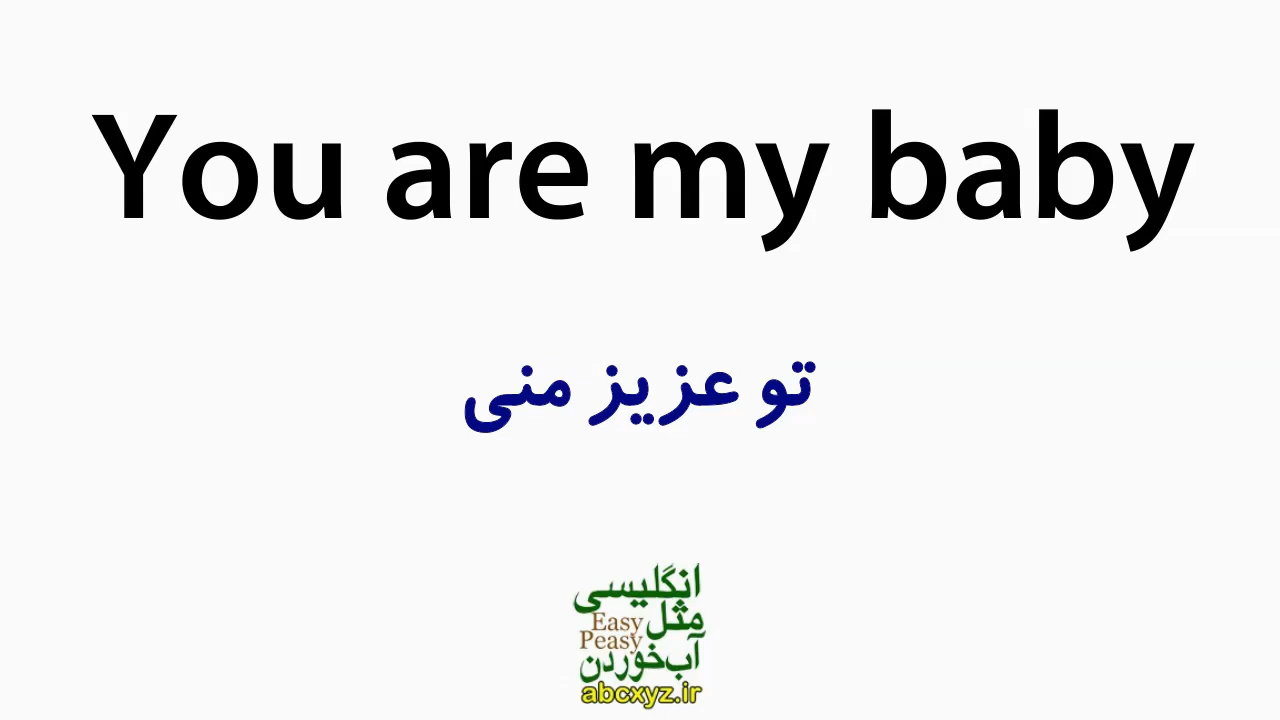 You are my baby
تو عزیز منی
انگلیسی
مثل Easy
Peasy
آب‌خوردن
abcxyz.ir